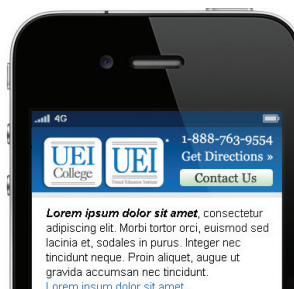 4G
UEI
College
UEI
United Education Institute
1-888-763-9554
Get Directions »
Contact Us
Lorem ipsum dolor sit amet, consectetur
adipiscing elit. Morbi tortor orci, euismod sed
lacinia et, sodales in purus. Integer nec
tincidunt neque. Proin aliquet, augue ut
gravida accumsan nec tincidunt.
Lorem ipsum dolor sit amet